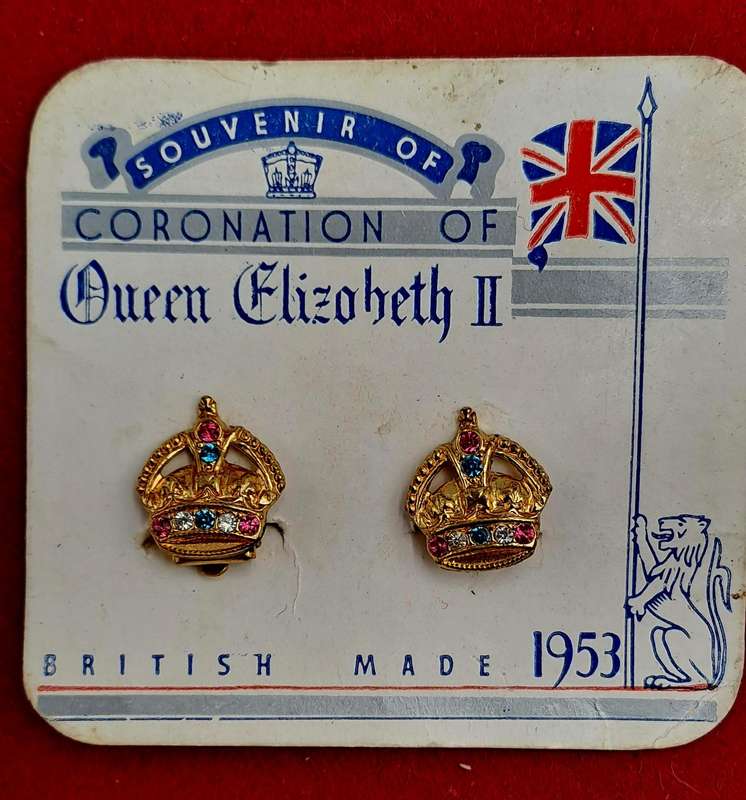 SOUVENIR OF
CORONATION OF
Queen Elizabeth II
BRITISH MADE 1953